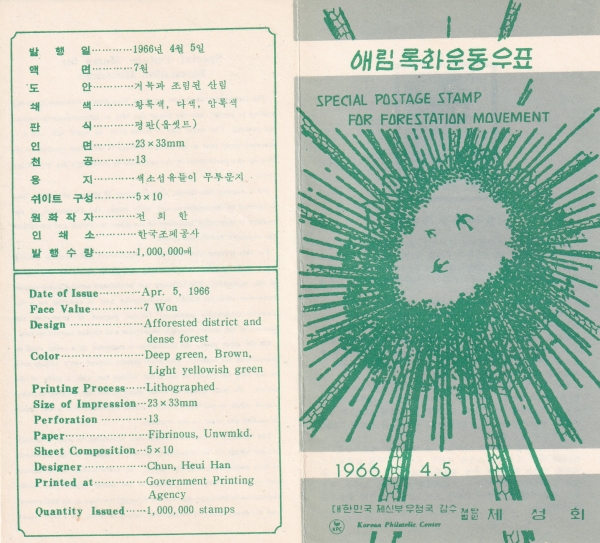 발 행 일…………1966년 4월 5일
액 면…………7원
도 안…………거목과 조림된 산림
쇄 색…………황록색, 다색, 암록색
판 식…………평판(옵셋트)
인 면…………23×33mm
천 공…………13
용 지…………색소섬유들이 무투문지
쉬이트 구성…………5×10
원 화 작 자…………전 희 한
인 쇄 소…………한국조폐공사
발 행 수 량…………1,000,000매
Date of Issue…………Apr. 5, 1966
Face Value…………7 Won
Design …………Afforested district and
dense forest
Color…………Deep green, Brown,
Light yellowish green
Printing Process……Lithographed
Size of Impression…23×33mm
Perforation …………13
Paper…………Fibrinous, Unwmkd.
Sheet Composition…5×10
Designer …………Chun, Heui Han
Printed at…………Government Printing
Agency
Quantity Issued……1,000,000 stamps
애림 록화운동우표
SPECIAL POSTAGE STAMP
FOR FORESTATION MOVEMENT
1966. 4.5
대한민국 체신부 우정국 감수 재단법인 체 성 회
KPC Korean Philatelic Center